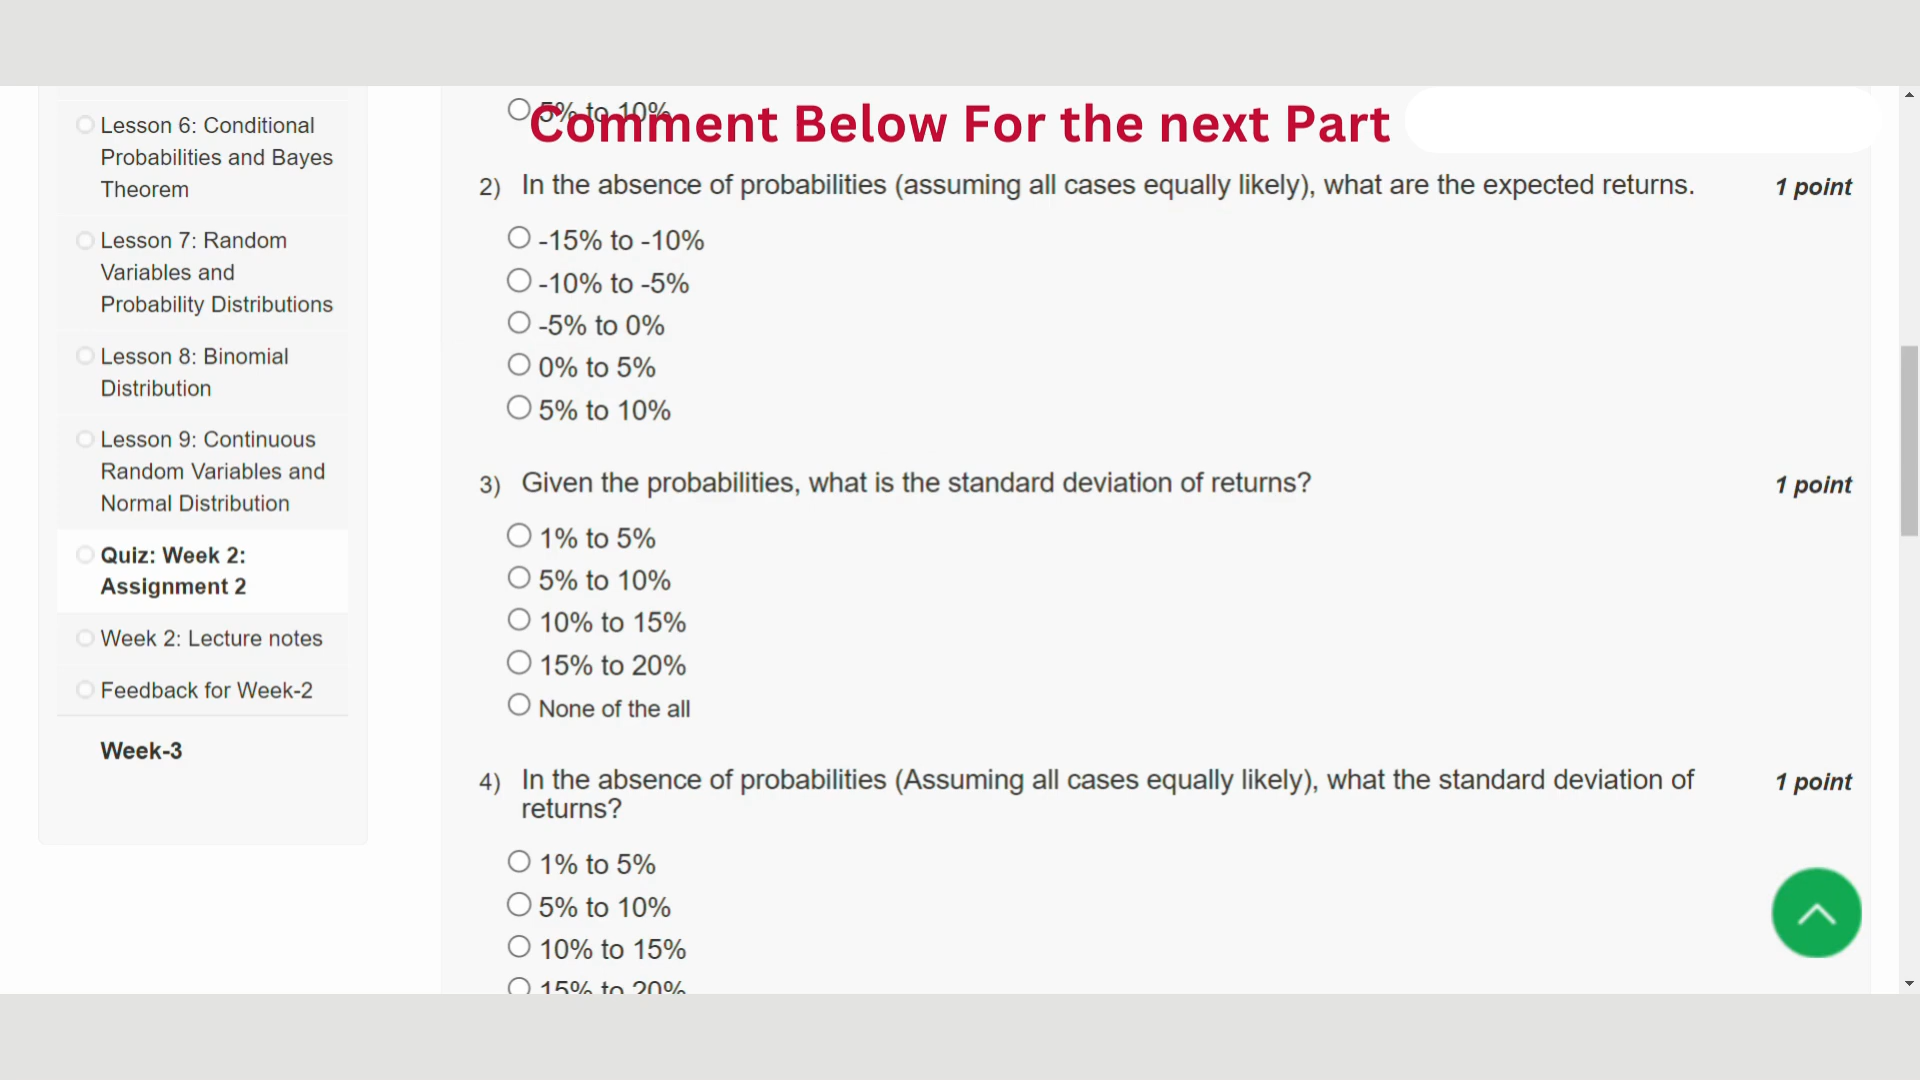 5% to 10%
Comment Below For the next Part
Lesson 6: Conditional
Probabilities and Bayes
Theorem
Lesson 7: Random
Variables and
Probability Distributions
Lesson 8: Binomial
Distribution
Lesson 9: Continuous
Random Variables and
Normal Distribution
Quiz: Week 2:
Assignment 2
Week 2: Lecture notes
Feedback for Week-2
Week-3
2) In the absence of probabilities (assuming all cases equally likely), what are the expected returns. 1 point
-15% to -10%
-10% to -5%
-5% to 0%
0% to 5%
5% to 10%
3) Given the probabilities, what is the standard deviation of returns? 1 point
1% to 5%
5% to 10%
10% to 15%
15% to 20%
None of the all
4) In the absence of probabilities (Assuming all cases equally likely), what the standard deviation of 1 point
returns?
1% to 5%
5% to 10%
10% to 15%
15% to 20%